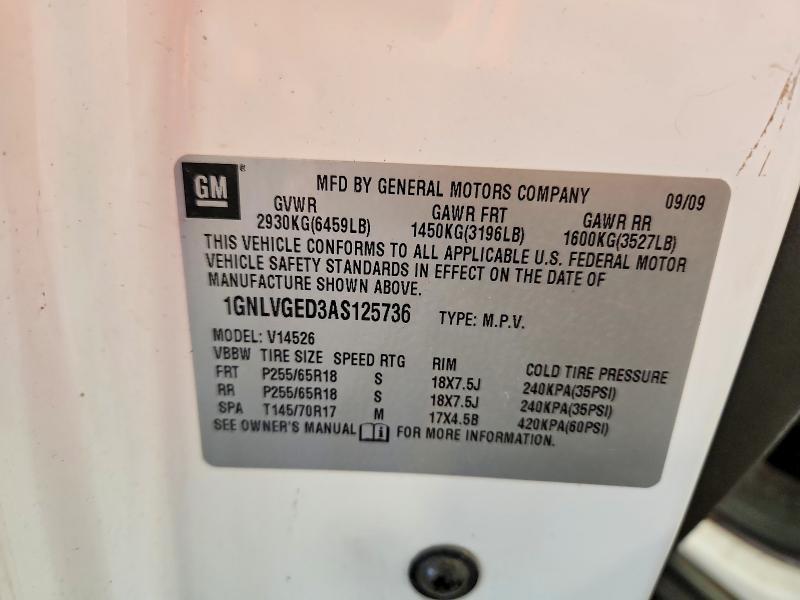 GM® MFD BY GENERAL MOTORS COMPANY 09/09
GVWR GAWR FRT GAWR RR
2930KG(6459LB) 1450KG(3196LB) 1600KG(3527LB)
THIS VEHICLE CONFORMS TO ALL APPLICABLE U.S. FEDERAL MOTOR
VEHICLE SAFETY STANDARDS IN EFFECT ON THE DATE OF
MANUFACTURE SHOWN ABOVE.
1GNLVGED3AS125736 TYPE: M.P.V.
MODEL: V14526
VBBW TIRE SIZE SPEED RTG RIM COLD TIRE PRESSURE
FRT P255/65R18 S 18X7.5J 240KPA(35PSI)
RR P255/65R18 S 18X7.5J 240KPA(35PSI)
SPA T145/70R17 M 17X4.5B 420KPA(60PSI)
SEE OWNER'S MANUAL FOR MORE INFORMATION.